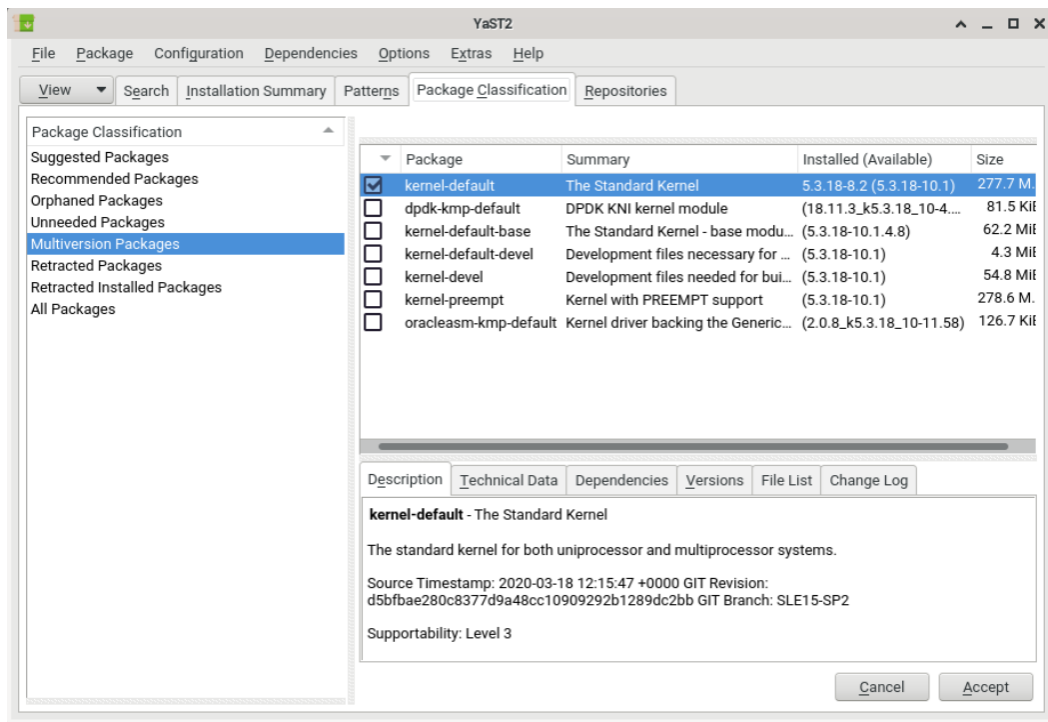 YaST2
File Package Configuration Dependencies Options Extras Help
View Search Installation Summary Patterns Package Classification Repositories
Package Classification
Suggested Packages
Recommended Packages
Orphaned Packages
Unneeded Packages
Multiversion Packages
Retracted Packages
Retracted Installed Packages
All Packages
Package Summary Installed (Available) Size
kernel-default The Standard Kernel 5.3.18-8.2 (5.3.18-10.1) 277.7 M.
dpdk-kmp-default DPDK KNI kernel module (18.11.3_k5.3.18_10-4.... 81.5 KiB
kernel-default-base The Standard Kernel - base modu... (5.3.18-10.1.4.8) 62.2 MiB
kernel-default-devel Development files necessary for ... (5.3.18-10.1) 4.3 MiB
kernel-devel Development files needed for bui... (5.3.18-10.1) 54.8 MiB
kernel-preempt Kernel with PREEMPT support (5.3.18-10.1) 278.6 M.
oracleasm-kmp-default Kernel driver backing the Generic... (2.0.8_k5.3.18_10-11.58) 126.7 KiB
Description Technical Data Dependencies Versions File List Change Log
kernel-default - The Standard Kernel
The standard kernel for both uniprocessor and multiprocessor systems.
Source Timestamp: 2020-03-18 12:15:47 +0000 GIT Revision:
d5bfbae280c8377d9a48cc10909292b1289dc2bb GIT Branch: SLE15-SP2
Supportability: Level 3
Cancel Accept